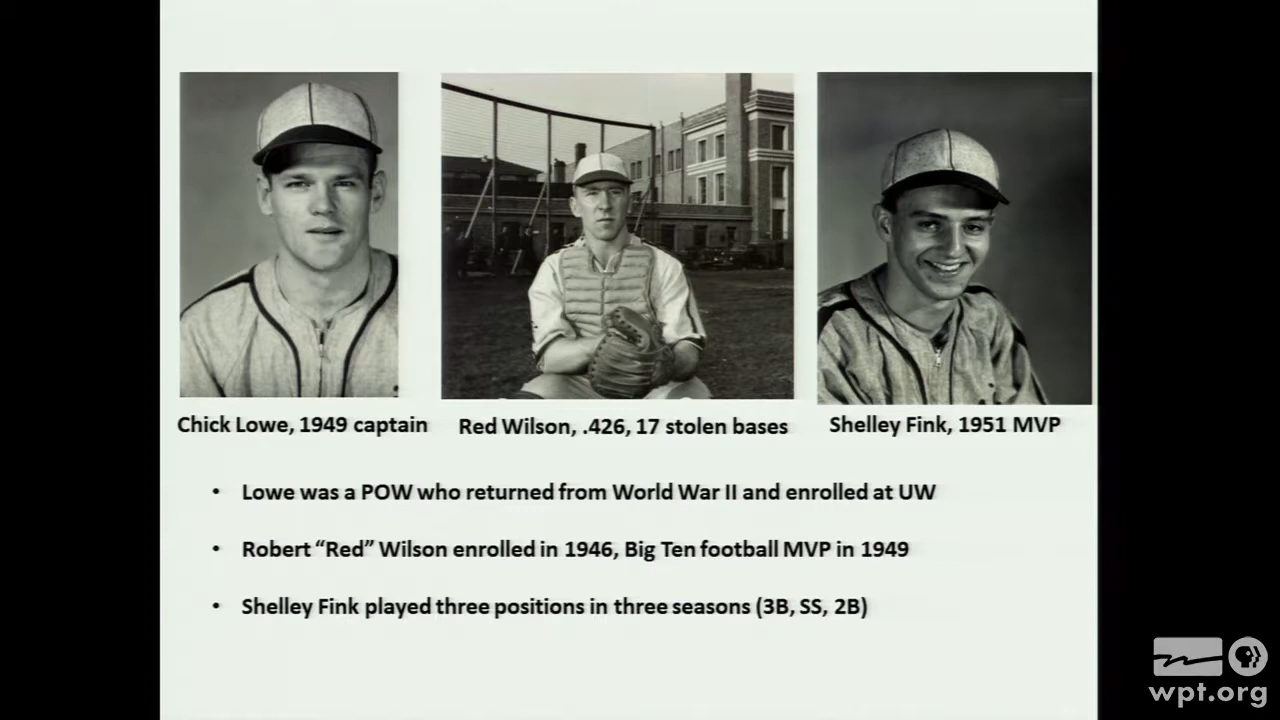 Chick Lowe, 1949 captain
Red Wilson, .426, 17 stolen bases
Shelley Fink, 1951 MVP
• Lowe was a POW who returned from World War II and enrolled at UW
• Robert “Red” Wilson enrolled in 1946, Big Ten football MVP in 1949
• Shelley Fink played three positions in three seasons (3B, SS, 2B)
wpt.org